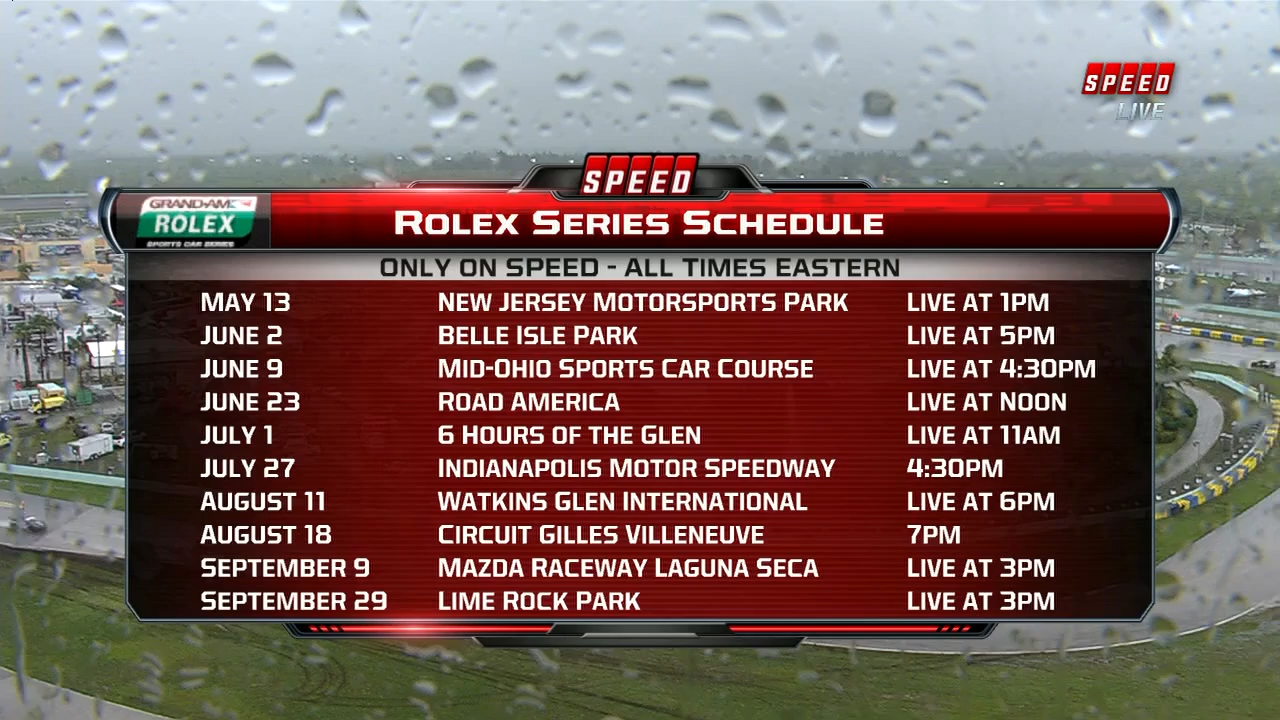 SPEED
LIVE
SPEED
GRAND-AM
ROLEX
SPORTS CAR SERIES
ROLEX SERIES SCHEDULE
ONLY ON SPEED - ALL TIMES EASTERN
MAY 13 NEW JERSEY MOTORSPORTS PARK LIVE AT 1PM
JUNE 2 BELLE ISLE PARK LIVE AT 5PM
JUNE 9 MID-OHIO SPORTS CAR COURSE LIVE AT 4:30PM
JUNE 23 ROAD AMERICA LIVE AT NOON
JULY 1 6 HOURS OF THE GLEN LIVE AT 11AM
JULY 27 INDIANAPOLIS MOTOR SPEEDWAY 4:30PM
AUGUST 11 WATKINS GLEN INTERNATIONAL LIVE AT 6PM
AUGUST 18 CIRCUIT GILLES VILLENEUVE 7PM
SEPTEMBER 9 MAZDA RACEWAY LAGUNA SECA LIVE AT 3PM
SEPTEMBER 29 LIME ROCK PARK LIVE AT 3PM